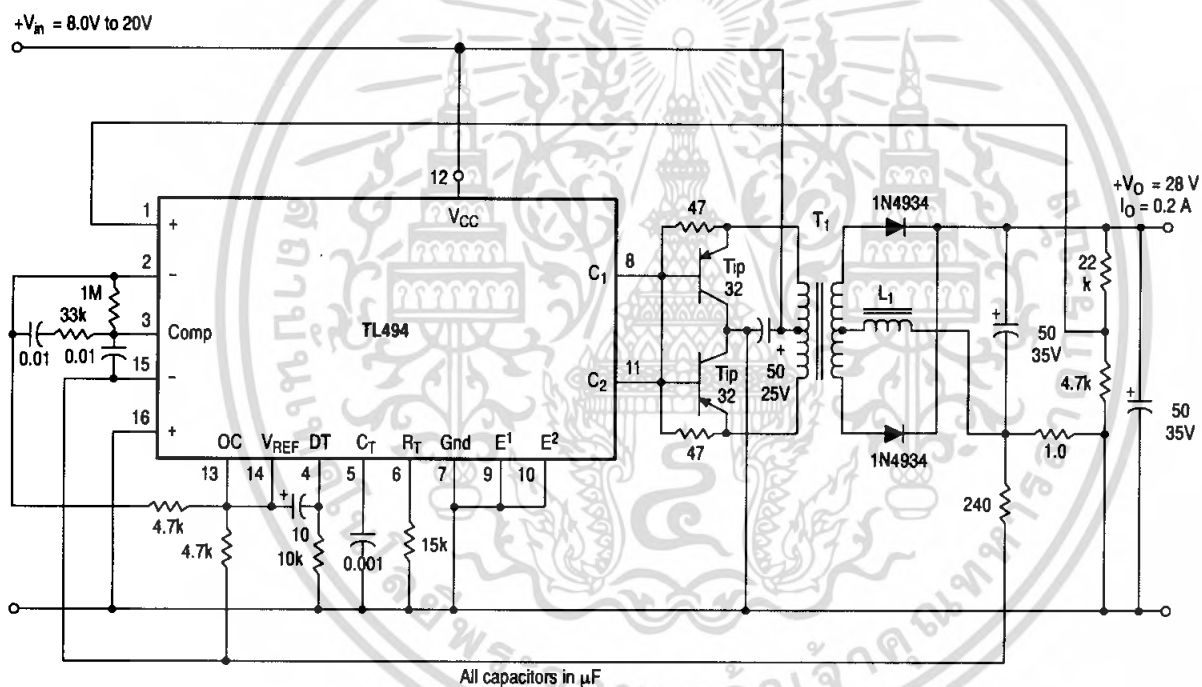 +Vin = 8.0V to 20V
12
VCC
+VO = 28 V
IO = 0.2 A
1N4934
T1
47
1
+
2
−
1M
33k
3
Comp
0.01
0.01
15
−
16
+
TL494
C1
8
C2
11
Tip
32
Tip
32
47
+
50
25V
L1
1N4934
+
50
35V
22
k
4.7k
1.0
+
50
35V
240
OC
VREF
DT
CT
RT
Gnd
E1
E2
13
14
4
5
6
7
9
10
4.7k
4.7k
+
10
10k
0.001
15k
All capacitors in μF